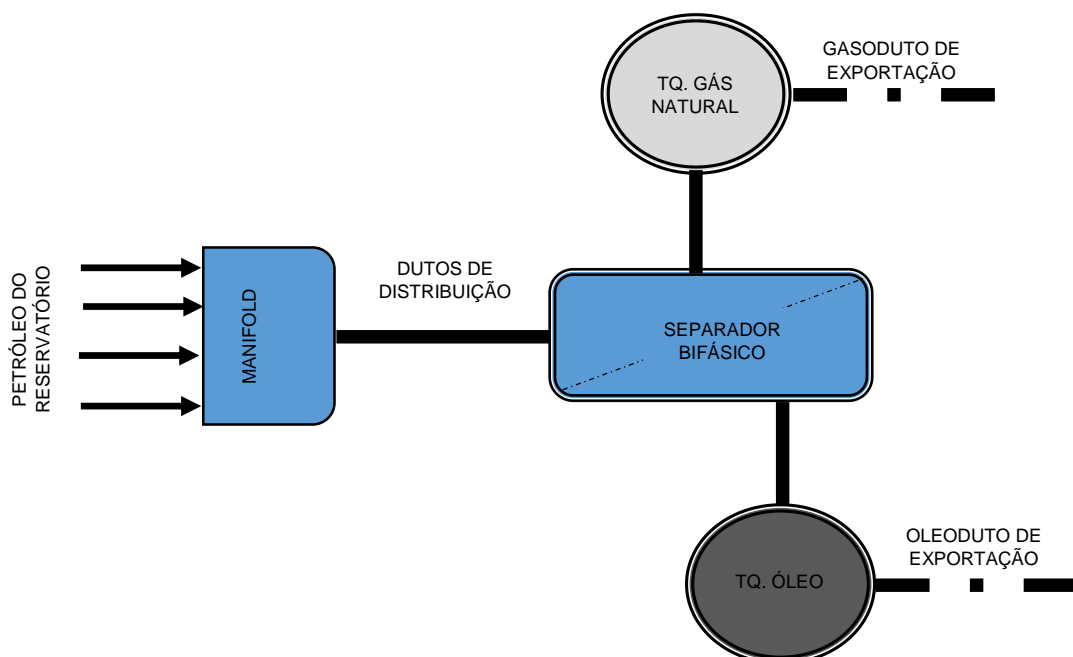 GASODUTO DE
EXPORTAÇÃO
TQ. GÁS
NATURAL
PETRÓLEO DO
RESERVATÓRIO
MANIFOLD
DUTOS DE
DISTRIBUIÇÃO
SEPARADOR
BIFÁSICO
OLEODUTO DE
EXPORTAÇÃO
TQ. ÓLEO